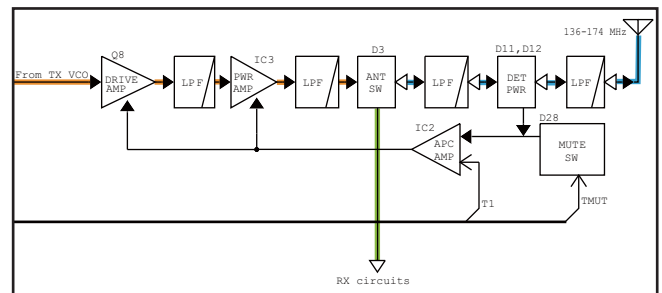 136-174 MHz
Q8
IC3
D3
D11,D12
From TX VCO
DRIVE
AMP
LPF
PWR
AMP
LPF
ANT
SW
LPF
DET
PWR
LPF
IC2
D28
APC
AMP
MUTE
SW
T1
TMUT
RX circuits